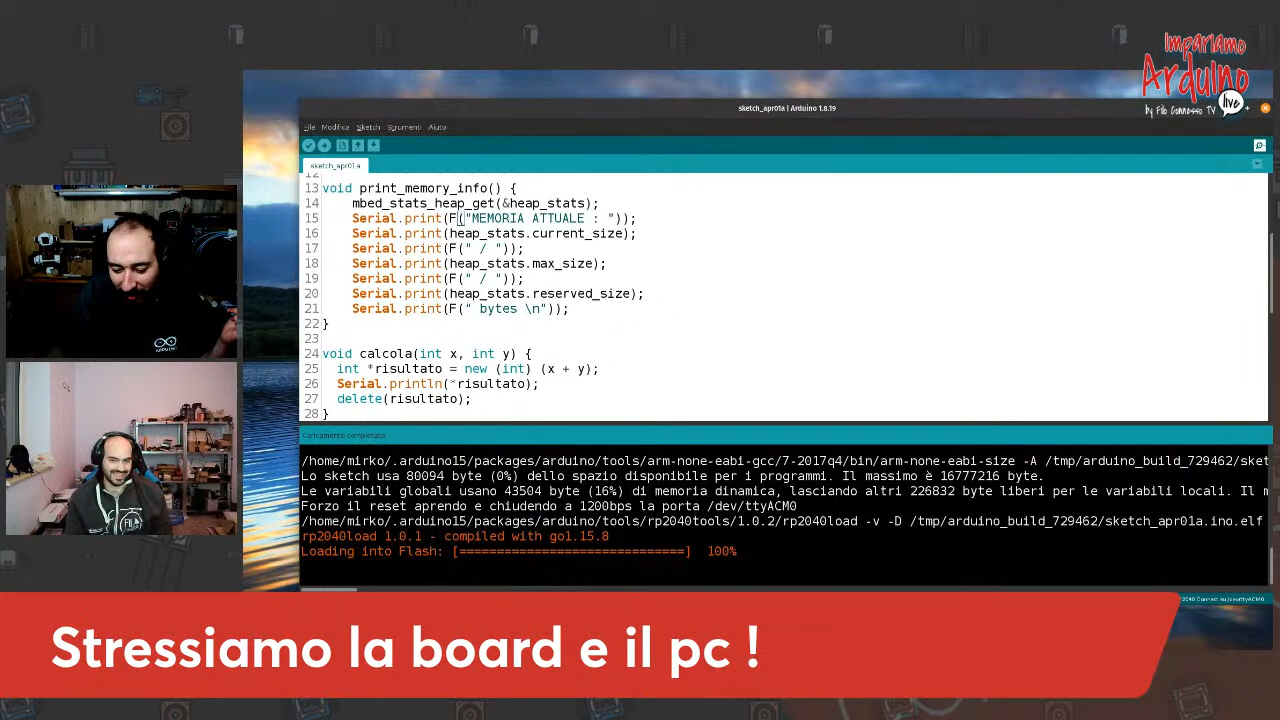 Impariamo
Arduino
by Filo Connesso TV
live
sketch_apr01a | Arduino 1.8.19
File Modifica Sketch Strumenti Aiuto
sketch_apr01a
12
13 void print_memory_info() {
14 mbed_stats_heap_get(&heap_stats);
15 Serial.print(F("MEMORIA ATTUALE : "));
16 Serial.print(heap_stats.current_size);
17 Serial.print(F(" / "));
18 Serial.print(heap_stats.max_size);
19 Serial.print(F(" / "));
20 Serial.print(heap_stats.reserved_size);
21 Serial.print(F(" bytes \n"));
22 }
23
24 void calcola(int x, int y) {
25 int *risultato = new (int) (x + y);
26 Serial.println(*risultato);
27 delete(risultato);
28 }
Caricamento completato
/home/mirko/.arduino15/packages/arduino/tools/arm-none-eabi-gcc/7-2017q4/bin/arm-none-eabi-size -A /tmp/arduino_build_729462/sket
Lo sketch usa 80094 byte (0%) dello spazio disponibile per i programmi. Il massimo è 16777216 byte.
Le variabili globali usano 43504 byte (16%) di memoria dinamica, lasciando altri 226832 byte liberi per le variabili locali. Il m
Forzo il reset aprendo e chiudendo a 1200bps la porta /dev/ttyACM0
/home/mirko/.arduino15/packages/arduino/tools/rp2040tools/1.0.2/rp2040load -v -D /tmp/arduino_build_729462/sketch_apr01a.ino.elf
rp2040load 1.0.1 - compiled with go1.15.8
Loading into Flash: [==============================] 100%
2040 Connect su /dev/ttyACM0
ARDUINO
Stressiamo la board e il pc !